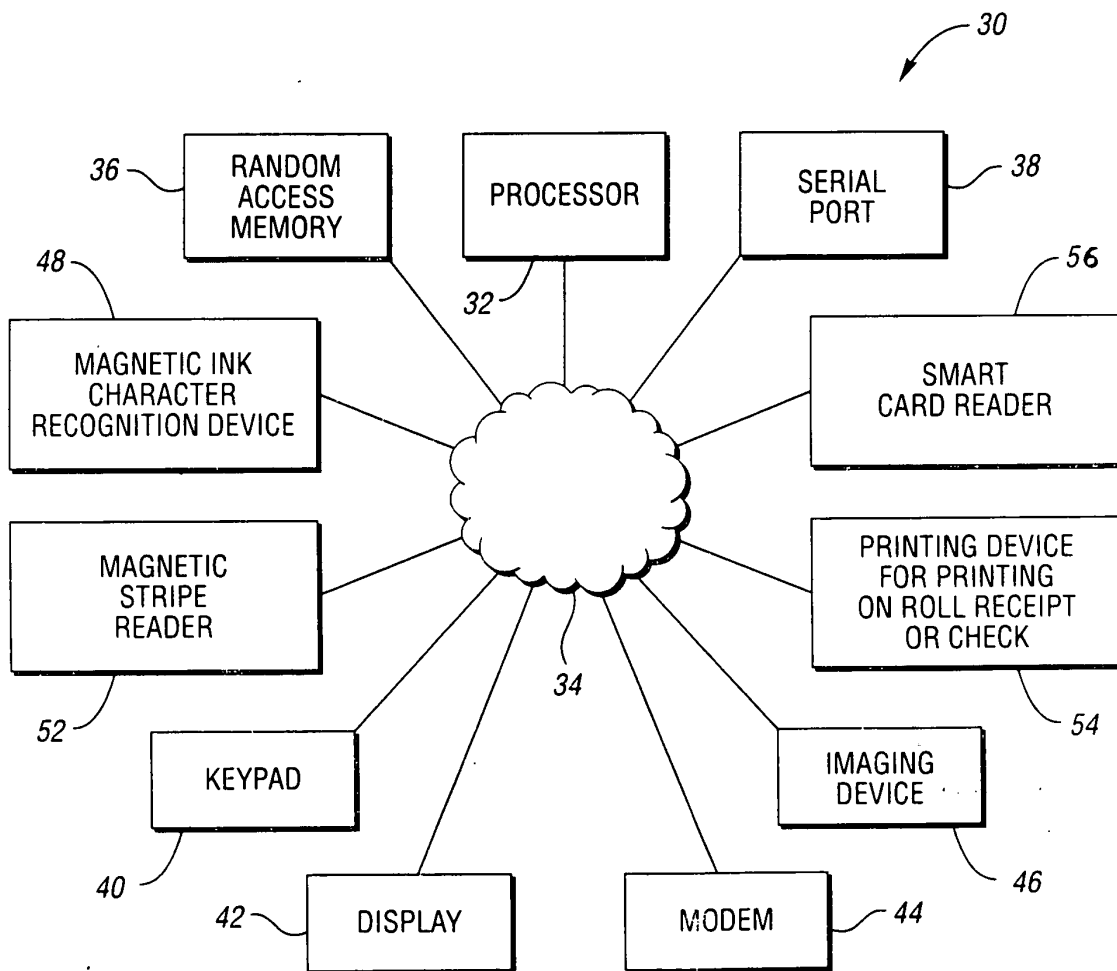 30
36
RANDOM
ACCESS
MEMORY
PROCESSOR
32
SERIAL
PORT
38
48
MAGNETIC INK
CHARACTER
RECOGNITION DEVICE
56
SMART
CARD READER
MAGNETIC
STRIPE
READER
52
34
PRINTING DEVICE
FOR PRINTING
ON ROLL RECEIPT
OR CHECK
54
KEYPAD
40
IMAGING
DEVICE
46
42
DISPLAY
MODEM
44